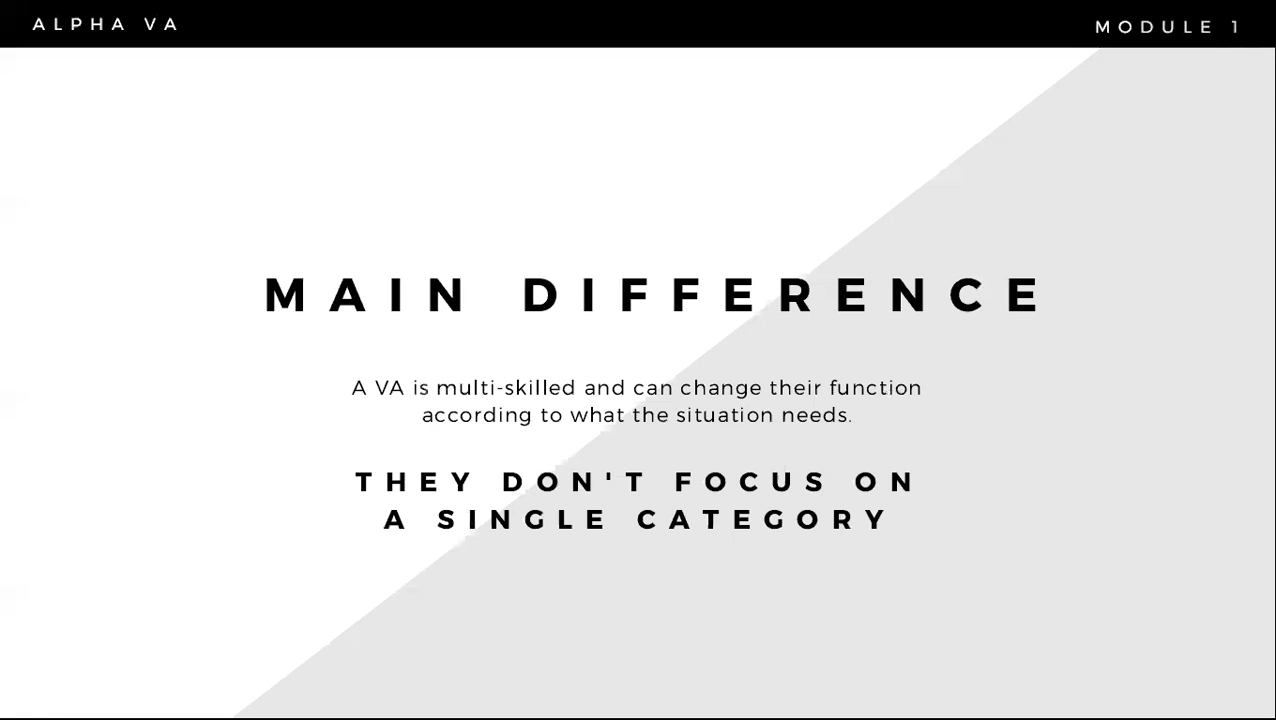 ALPHA VA
MODULE 1
MAIN DIFFERENCE
A VA is multi-skilled and can change their function
according to what the situation needs.
THEY DON'T FOCUS ON
A SINGLE CATEGORY